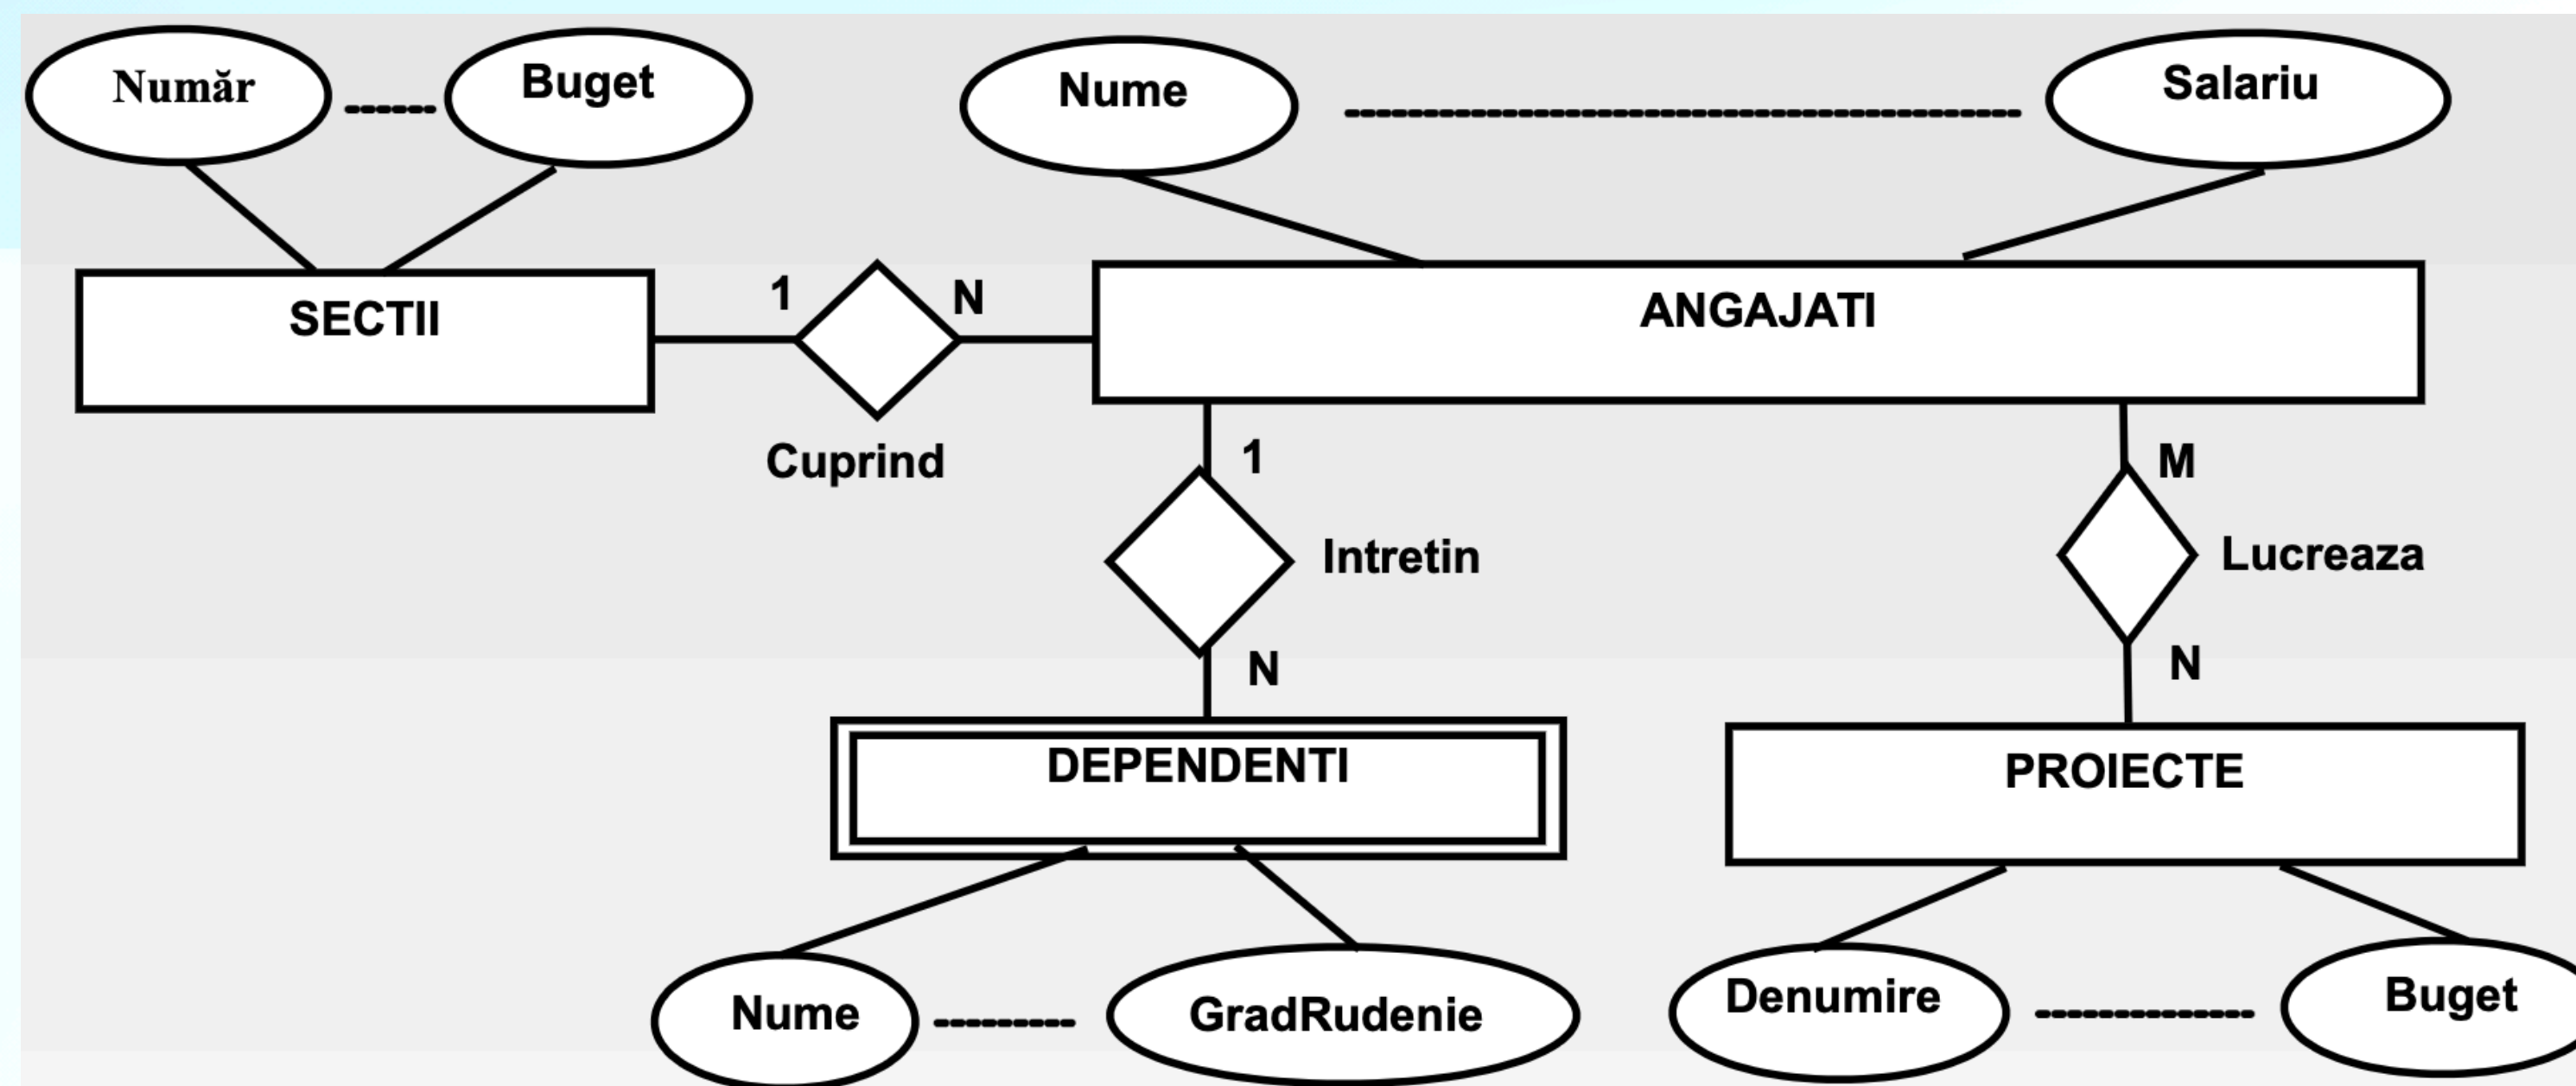 Număr
Buget
Nume
Salariu
SECTII
1
N
ANGAJATI
Cuprind
1
M
Intretin
Lucreaza
N
N
DEPENDENTI
PROIECTE
Nume
GradRudenie
Denumire
Buget